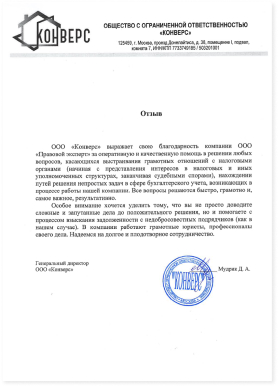 КОНВЕРС
ОБЩЕСТВО С ОГРАНИЧЕННОЙ ОТВЕТСТВЕННОСТЬЮ
«КОНВЕРС»
125459, г. Москва, проезд Донелайтиса, д. 38, помещение I, подвал,
комната 7, ИНН/КПП 7733749185 / 503201001
Отзыв
ООО «Конверс» выражает свою благодарность компании ООО
«Правовой эксперт» за оперативную и качественную помощь в решении любых
вопросов, касающихся выстраивания грамотных отношений с налоговыми
органами (начиная с представления интересов в налоговых и иных
уполномоченных структурах, заканчивая судебными спорами), нахождении
путей решения непростых задач в сфере бухгалтерского учета, возникающих в
процессе работы нашей компании. Все вопросы решаются быстро, грамотно и,
самое важное, результативно.
Особое внимание хочется уделить тому, что вы не просто доводите
сложные и запутанные дела до положительного решения, но и помогаете с
процессом взыскания задолженности с недобросовестных подрядчиков (как в
нашем случае). В компании работают грамотные юристы, профессионалы
своего дела. Надеемся на долгое и плодотворное сотрудничество.
Генеральный директор
ООО «Конверс»
Мудрик Д. А.
"КОНВЕРС"